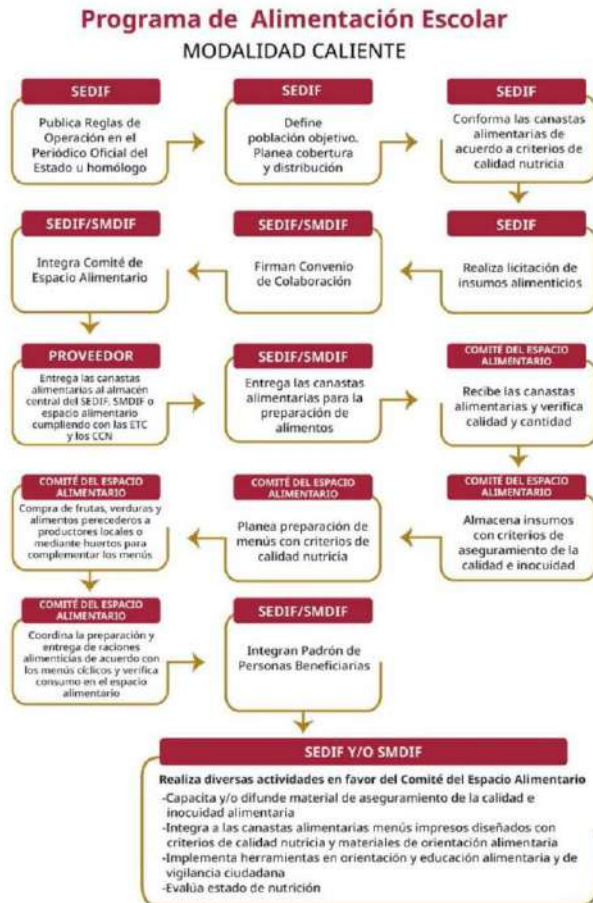 Programa de Alimentación Escolar
MODALIDAD CALIENTE
SEDIF
Publica Reglas de
Operación en el
Periódico Oficial del
Estado u homólogo
SEDIF
Define
población objetivo.
Planea cobertura
y distribución
SEDIF
Conforma las canastas
alimentarias de
acuerdo a criterios de
calidad nutricia
SEDIF
Realiza licitación de
insumos alimenticios
SEDIF/SMDIF
Firman Convenio
de Colaboración
SEDIF/SMDIF
Integra Comité de
Espacio Alimentario
PROVEEDOR
Entrega las canastas
alimentarias al almacén
central del SEDIF, SMDIF o
espacio alimentario
cumpliendo con las ETC
y los CCN
SEDIF/SMDIF
Entrega las canastas
alimentarias para la
preparación de
alimentos
COMITÉ DEL ESPACIO
ALIMENTARIO
Recibe las canastas
alimentarias y verifica
calidad y cantidad
COMITÉ DEL ESPACIO
ALIMENTARIO
Almacena insumos
con criterios de
aseguramiento de la
calidad e inocuidad
COMITÉ DEL ESPACIO
ALIMENTARIO
Planea preparación de
menús con criterios de
calidad nutricia
COMITÉ DEL ESPACIO
ALIMENTARIO
Compra de frutas, verduras y
alimentos perecederos a
productores locales o
mediante huertos para
complementar los menús
COMITÉ DEL ESPACIO
ALIMENTARIO
Coordina la preparación y
entrega de raciones
alimenticias de acuerdo con
los menús cíclicos y verifica
consumo en el espacio
alimentario
SEDIF/SMDIF
Integran Padrón de
Personas Beneficiarias
SEDIF Y/O SMDIF
Realiza diversas actividades en favor del Comité del Espacio Alimentario
-Capacita y/o difunde material de aseguramiento de la calidad e
inocuidad alimentaria
-Integra a las canastas alimentarias menús impresos diseñados con
criterios de calidad nutricia y materiales de orientación alimentaria
-Implementa herramientas en orientación y educación alimentaria y de
vigilancia ciudadana
-Evalúa estado de nutrición